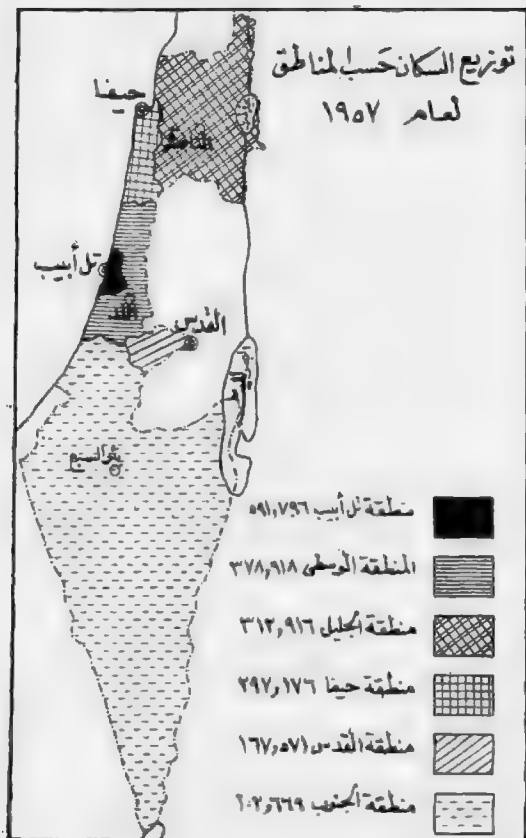 توزيع السكان حسب المناطق
لعام ١٩٥٧
حيفا
الناصرة
تل أبيب
اللد
القدس
بئر السبع
منطقة تل أبيب ٥٩١,٧٩٦
المنطقة الوسطى ٣٧٨,٩١٨
منطقة الجليل ٣١٢,٩١٦
منطقة حيفا ٢٩٧,١٧٦
منطقة القدس ١٦٧,٥٧١
منطقة الجنوب ١٠٢,٦٦٩